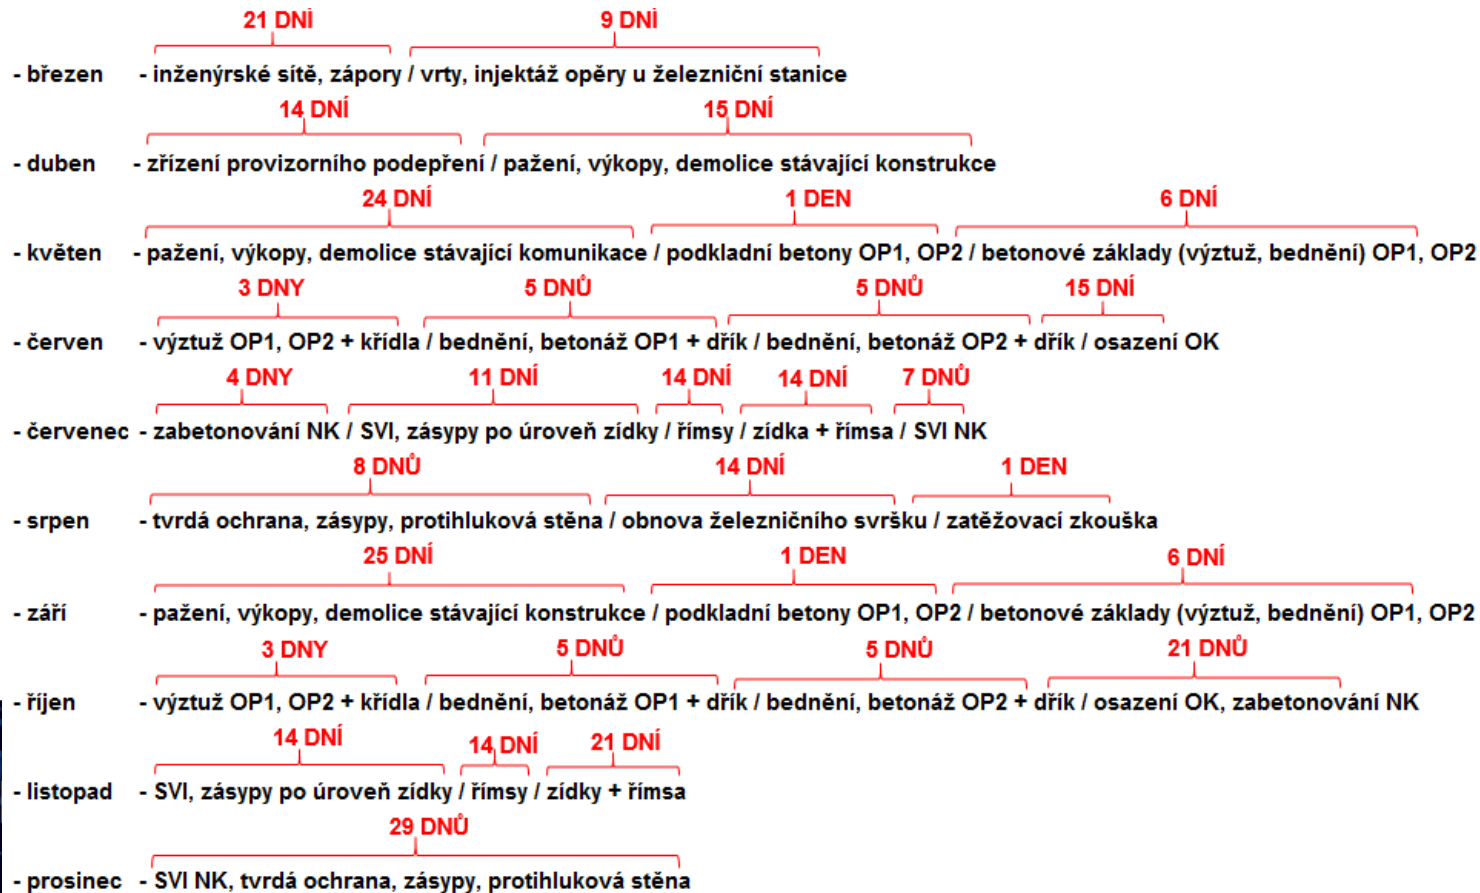 21 DNÍ 9 DNÍ
- březen - inženýrské sítě, zápory / vrty, injektáž opěry u železniční stanice
14 DNÍ 15 DNÍ
- duben - zřízení provizorního podepření / pažení, výkopy, demolice stávající konstrukce
24 DNÍ 1 DEN 6 DNÍ
- květen - pažení, výkopy, demolice stávající komunikace / podkladní betony OP1, OP2 / betonové základy (výztuž, bednění) OP1, OP2
3 DNY 5 DNŮ 5 DNŮ 15 DNÍ
- červen - výztuž OP1, OP2 + křídla / bednění, betonáž OP1 + dřík / bednění, betonáž OP2 + dřík / osazení OK
4 DNY 11 DNÍ 14 DNÍ 14 DNÍ 7 DNŮ
- červenec - zabetonování NK / SVI, zásypy po úroveň zídky / římsy / zídka + římsa / SVI NK
8 DNŮ 14 DNÍ 1 DEN
- srpen - tvrdá ochrana, zásypy, protihluková stěna / obnova železničního svršku / zatěžovací zkouška
25 DNÍ 1 DEN 6 DNÍ
- září - pažení, výkopy, demolice stávající konstrukce / podkladní betony OP1, OP2 / betonové základy (výztuž, bednění) OP1, OP2
3 DNY 5 DNŮ 5 DNŮ 21 DNŮ
- říjen - výztuž OP1, OP2 + křídla / bednění, betonáž OP1 + dřík / bednění, betonáž OP2 + dřík / osazení OK, zabetonování NK
14 DNÍ 14 DNÍ 21 DNÍ
- listopad - SVI, zásypy po úroveň zídky / římsy / zídky + římsa
29 DNŮ
- prosinec - SVI NK, tvrdá ochrana, zásypy, protihluková stěna